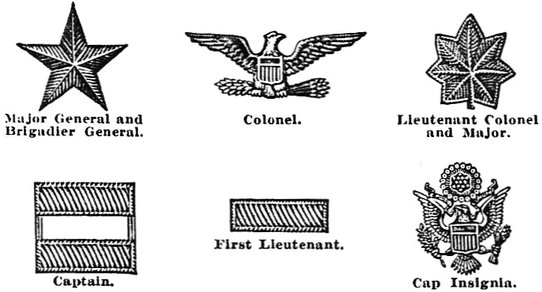 Major General and
Brigadier General.
Colonel.
Lieutenant Colonel
and Major.
Captain.
First Lieutenant.
Cap Insignia.